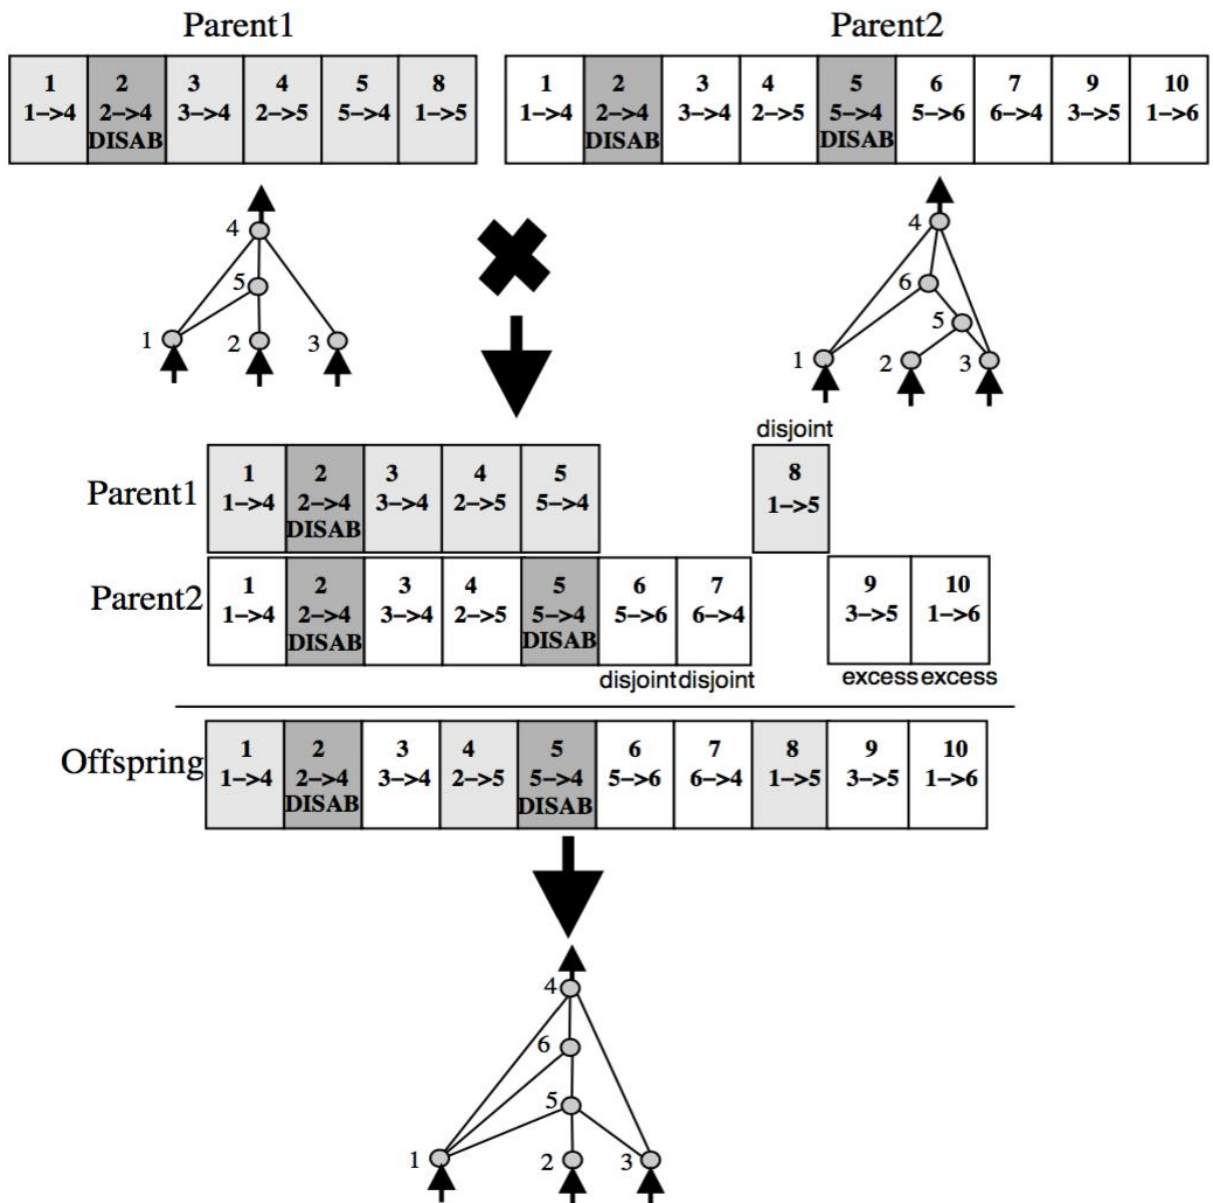 Parent1
Parent2
1 2 3 4 5 8
1–>4 2–>4 3–>4 2–>5 5–>4 1–>5
DISAB
1 2 3 4 5 6 7 9 10
1–>4 2–>4 3–>4 2–>5 5–>4 5–>6 6–>4 3–>5 1–>6
DISAB DISAB
4
5
1 2 3
4
6
5
1 2 3
disjoint
Parent1
1 2 3 4 5 8
1–>4 2–>4 3–>4 2–>5 5–>4 1–>5
DISAB
Parent2
1 2 3 4 5 6 7 9 10
1–>4 2–>4 3–>4 2–>5 5–>4 5–>6 6–>4 3–>5 1–>6
DISAB DISAB
disjoint disjoint excess excess
Offspring
1 2 3 4 5 6 7 8 9 10
1–>4 2–>4 3–>4 2–>5 5–>4 5–>6 6–>4 1–>5 3–>5 1–>6
DISAB DISAB
4
6
5
1 2 3